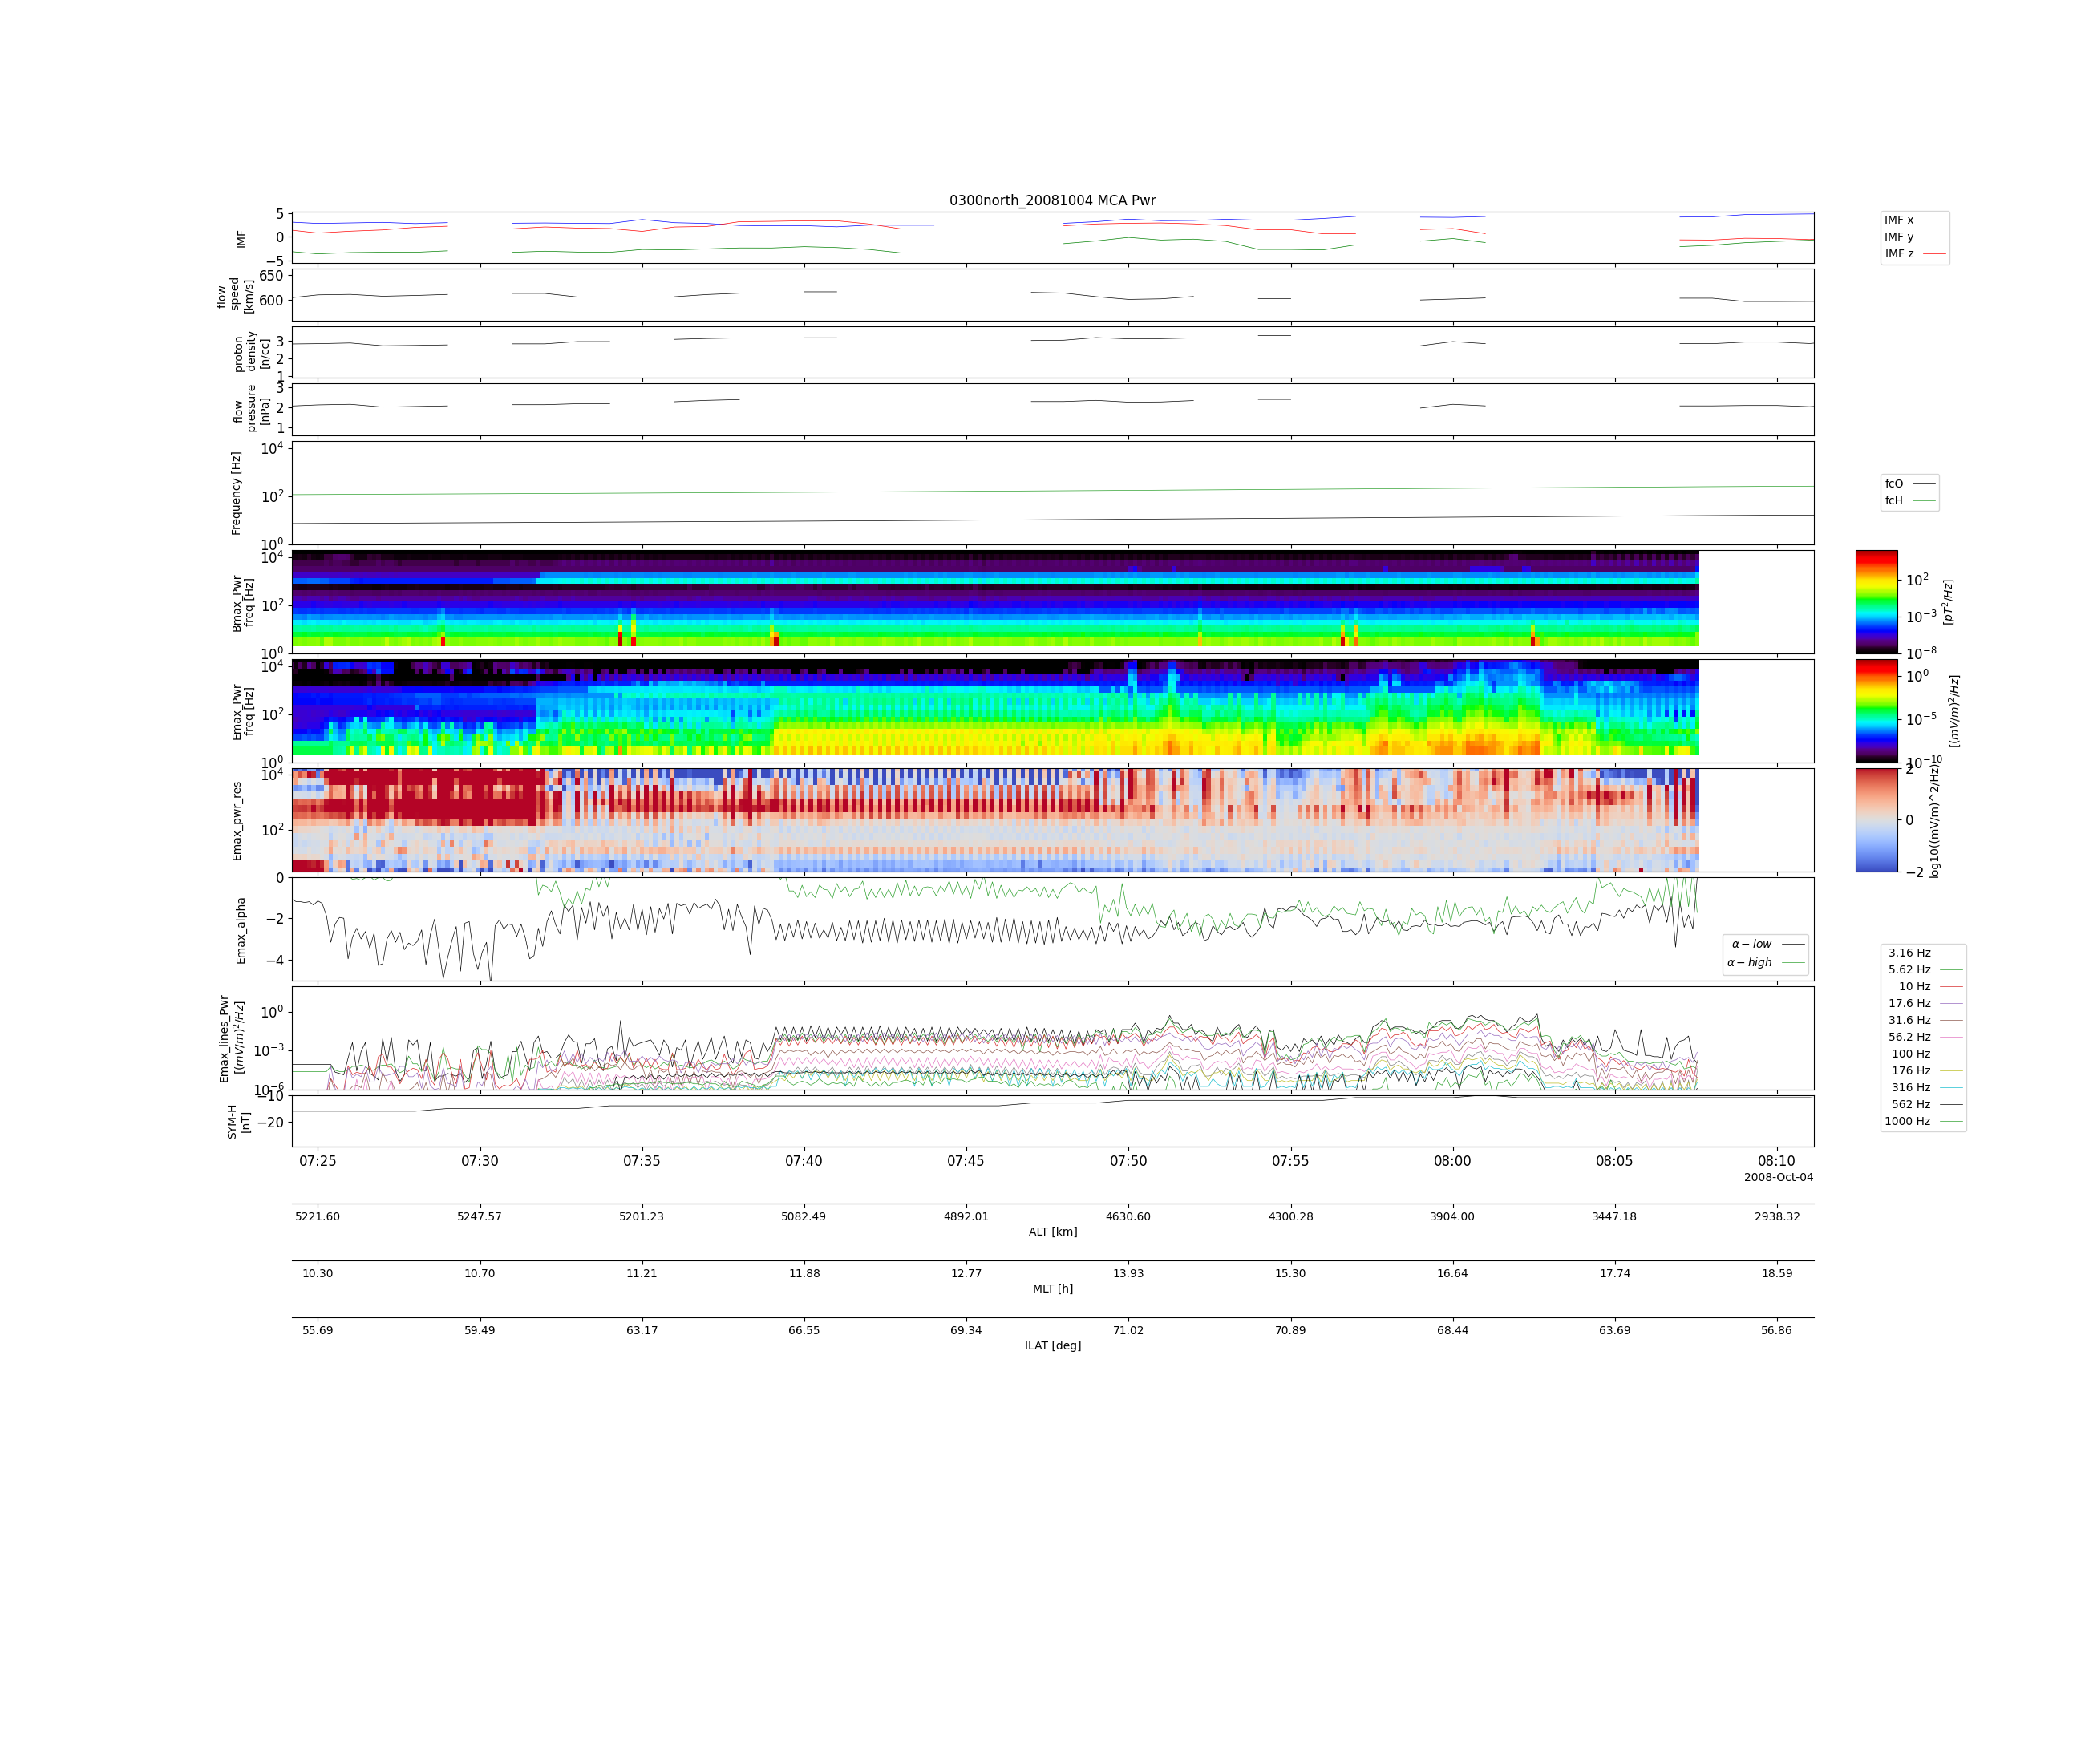 0300north_20081004 MCA Pwr
5
0
−5
IMF
IMF x
IMF y
IMF z
650
600
flow
speed
[km/s]
3
2
1
proton
density
[n/cc]
3
2
1
flow
pressure
[nPa]
10^4
10^2
10^0
Frequency [Hz]
fcO
fcH
10^4
10^2
10^0
Bmax_Pwr
freq [Hz]
10^2
10^−3
10^−8
[pT^2/Hz]
10^4
10^2
10^0
Emax_Pwr
freq [Hz]
10^0
10^−5
10^−10
[(mV/m)^2/Hz]
10^4
10^2
Emax_pwr_res
2
0
−2
log10((mV/m)^2/Hz)
0
−2
−4
Emax_alpha
α − low
α − high
10^0
10^−3
10^−6
Emax_lines_Pwr
[(mV/m)^2/Hz]
3.16 Hz
5.62 Hz
10 Hz
17.6 Hz
31.6 Hz
56.2 Hz
100 Hz
176 Hz
316 Hz
562 Hz
1000 Hz
−10
−20
SYM-H
[nT]
07:25 07:30 07:35 07:40 07:45 07:50 07:55 08:00 08:05 08:10
2008-Oct-04
5221.60 5247.57 5201.23 5082.49 4892.01 4630.60 4300.28 3904.00 3447.18 2938.32
ALT [km]
10.30 10.70 11.21 11.88 12.77 13.93 15.30 16.64 17.74 18.59
MLT [h]
55.69 59.49 63.17 66.55 69.34 71.02 70.89 68.44 63.69 56.86
ILAT [deg]